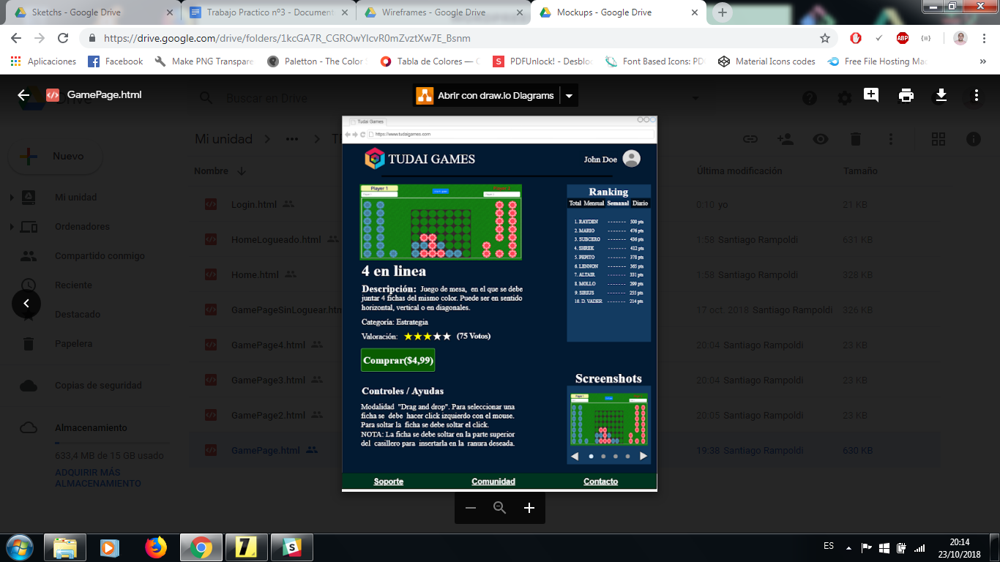 Sketchs - Google Drive
Trabajo Practico nº3 - Document
Wireframes - Google Drive
Mockups - Google Drive
https://drive.google.com/drive/folders/1kcGA7R_CGROwYIcvR0mZvztXw7E_Bsnm
Aplicaciones
Facebook
Make PNG Transpare
Paletton - The Color
Tabla de Colores — C
PDFUnlock! - Desbloc
Font Based Icons: PD
Material Icons codes
Free File Hosting Ma
GamePage.html
Abrir con draw.io Diagrams
Buscar en Drive
Nuevo
Mi unidad
Nombre
Última modificación
Tamaño
Mi unidad
Ordenadores
Compartido conmigo
Reciente
Destacado
Papelera
Copias de seguridad
Almacenamiento
633,4 MB de 15 GB usado
ADQUIRIR MÁS
ALMACENAMIENTO
Login.html
0:10 yo
21 KB
HomeLogueado.html
1:58 Santiago Rampoldi
631 KB
Home.html
1:58 Santiago Rampoldi
328 KB
GamePageSinLoguear.htm
17 oct. 2018 Santiago Rampoldi
326 KB
GamePage4.html
20:04 Santiago Rampoldi
23 KB
GamePage3.html
20:04 Santiago Rampoldi
23 KB
GamePage2.html
20:05 Santiago Rampoldi
23 KB
GamePage.html
19:38 Santiago Rampoldi
630 KB
Tudai Games
https://www.tudaigames.com
TUDAI GAMES
John Doe
Player 1
4 en linea
Descripción: Juego de mesa, en el que se debe
juntar 4 fichas del mismo color. Puede ser en sentido
horizontal, vertical o en diagonales.
Categoría: Estrategia
Valoración: (75 Votos)
Comprar($4,99)
Controles / Ayudas
Modalidad "Drag and drop". Para seleccionar una
ficha se debe hacer click izquierdo con el mouse.
Para soltar la ficha se debe soltar el click.
NOTA: La ficha se debe soltar en la parte superior
del casillero para insertarla en la ranura deseada.
Ranking
Total Mensual Semanal Diario
1. RAYDEN ------- 500 pts
2. MARIO ------- 476 pts
3. SUBCERO ------- 436 pts
4. SHREK ------- 412 pts
5. PEPITO ------- 378 pts
6. LENNON ------- 365 pts
7. ALTAIR ------- 331 pts
8. MOLLO ------- 299 pts
9. SIRIUS ------- 255 pts
10. D. VADER ------- 214 pts
Screenshots
Player 1
Soporte
Comunidad
Contacto
ES
20:14
23/10/2018